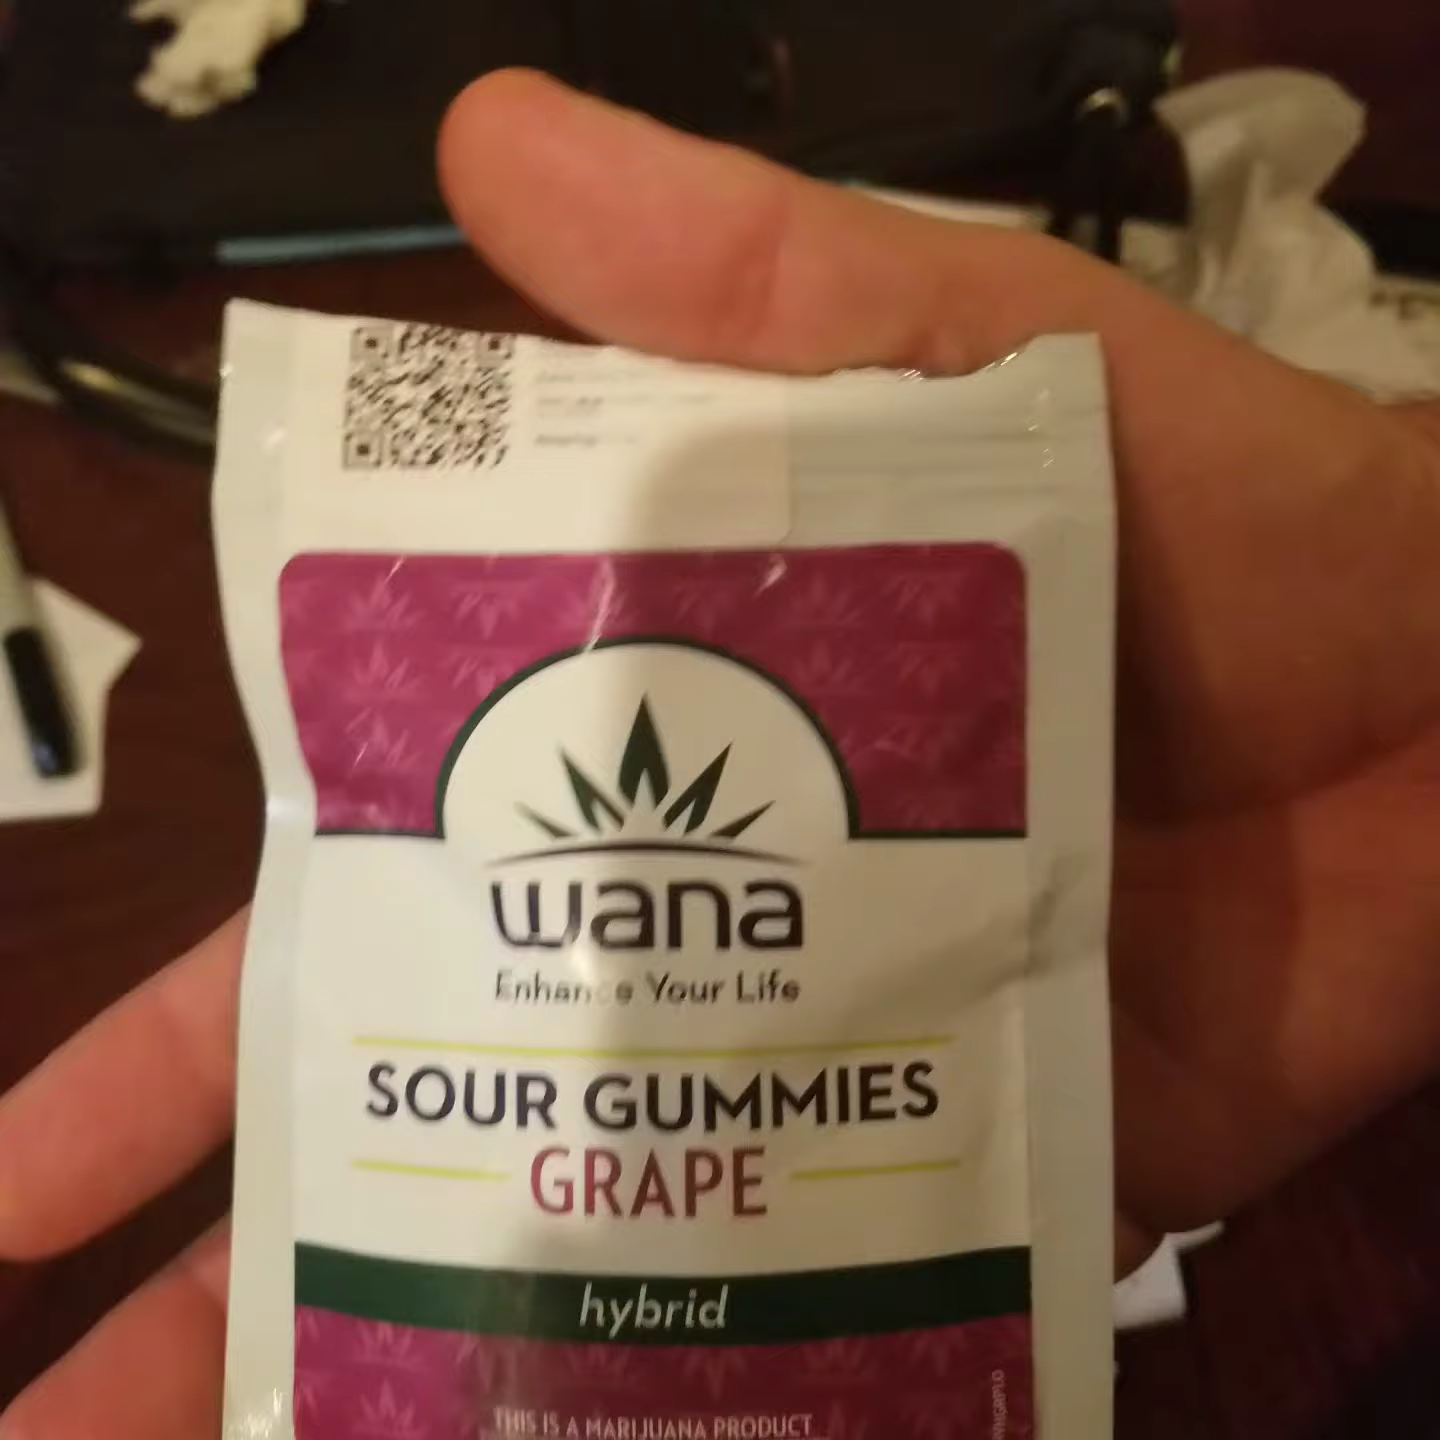 wana
Enhance Your Life
SOUR GUMMIES
GRAPE
hybrid
THIS IS A MARIJUANA PRODUCT